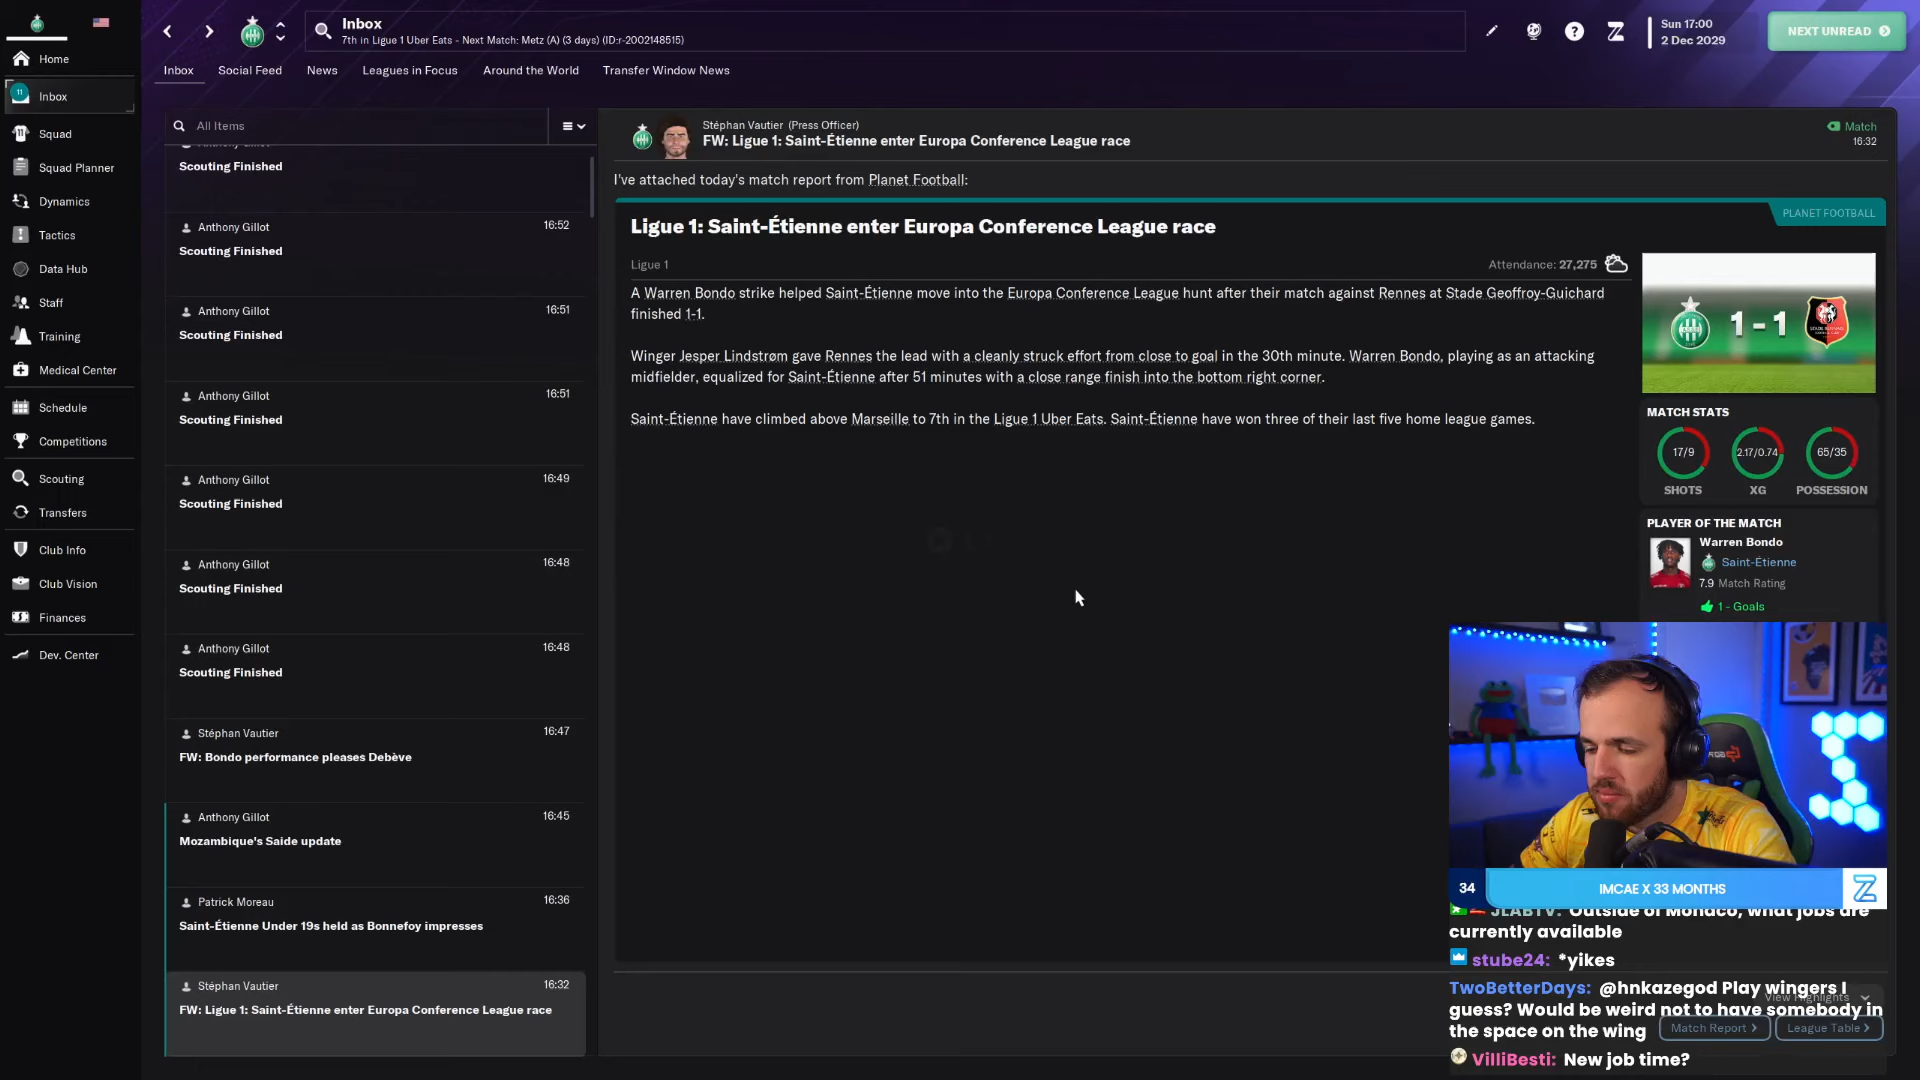 Inbox
7th in Ligue 1 Uber Eats - Next Match: Metz (A) (3 days) (ID:r-2002148515)
Sun 17:00
2 Dec 2029
NEXT UNREAD
Inbox
Social Feed
News
Leagues in Focus
Around the World
Transfer Window News
Home
11
Inbox
Squad
Squad Planner
Dynamics
Tactics
Data Hub
Staff
Training
Medical Center
Schedule
Competitions
Scouting
Transfers
Club Info
Club Vision
Finances
Dev. Center
All Items
Scouting Finished
Anthony Gillot 16:52
Scouting Finished
Anthony Gillot 16:51
Scouting Finished
Anthony Gillot 16:51
Scouting Finished
Anthony Gillot 16:49
Scouting Finished
Anthony Gillot 16:48
Scouting Finished
Anthony Gillot 16:48
Scouting Finished
Stéphan Vautier 16:47
FW: Bondo performance pleases Debève
Anthony Gillot 16:45
Mozambique's Saide update
Patrick Moreau 16:36
Saint-Étienne Under 19s held as Bonnefoy impresses
Stéphan Vautier 16:32
FW: Ligue 1: Saint-Étienne enter Europa Conference League race
Stéphan Vautier (Press Officer)
FW: Ligue 1: Saint-Étienne enter Europa Conference League race
Match
16:32
I've attached today's match report from Planet Football:
PLANET FOOTBALL
Ligue 1: Saint-Étienne enter Europa Conference League race
Ligue 1
Attendance: 27,275
A Warren Bondo strike helped Saint-Étienne move into the Europa Conference League hunt after their match against Rennes at Stade Geoffroy-Guichard
finished 1-1.
Winger Jesper Lindstrøm gave Rennes the lead with a cleanly struck effort from close to goal in the 30th minute. Warren Bondo, playing as an attacking
midfielder, equalized for Saint-Étienne after 51 minutes with a close range finish into the bottom right corner.
Saint-Étienne have climbed above Marseille to 7th in the Ligue 1 Uber Eats. Saint-Étienne have won three of their last five home league games.
1 - 1
MATCH STATS
17/9
2.17/0.74
65/35
SHOTS
XG
POSSESSION
PLAYER OF THE MATCH
Warren Bondo
Saint-Étienne
7.9 Match Rating
1 - Goals
34
IMCAE X 33 MONTHS
JLABTV: Outside of Monaco, what jobs are
currently available
stube24: *yikes
TwoBetterDays: @hnkazegod Play wingers I
guess? Would be weird not to have somebody in
the space on the wing
VilliBesti: New job time?
View Highlights
Match Report
League Table